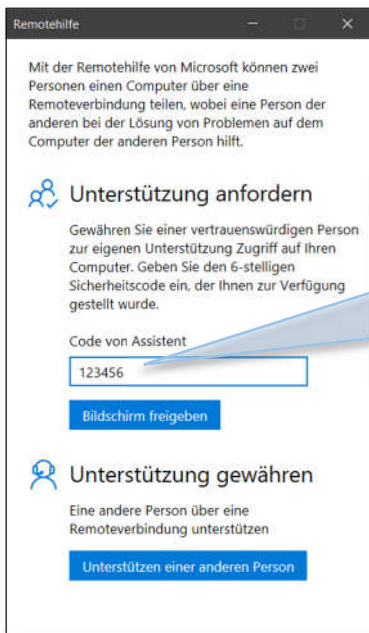 Remotehilfe
Mit der Remotehilfe von Microsoft können zwei
Personen einen Computer über eine
Remoteverbindung teilen, wobei eine Person der
anderen bei der Lösung von Problemen auf dem
Computer der anderen Person hilft.
Unterstützung anfordern
Gewähren Sie einer vertrauenswürdigen Person
zur eigenen Unterstützung Zugriff auf Ihren
Computer. Geben Sie den 6-stelligen
Sicherheitscode ein, der Ihnen zur Verfügung
gestellt wurde.
Code von Assistent
123456
Bildschirm freigeben
Unterstützung gewähren
Eine andere Person über eine
Remoteverbindung unterstützen
Unterstützen einer anderen Person